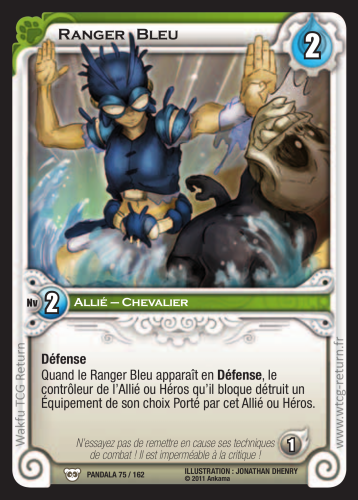 Ranger Bleu
2
Nv 2 Allié – Chevalier
Défense
Quand le Ranger Bleu apparaît en Défense, le
contrôleur de l'Allié ou Héros qu'il bloque détruit un
Équipement de son choix Porté par cet Allié ou Héros.
N'essayez pas de remettre en cause ses techniques
de combat ! Il est imperméable à la critique !
1
PANDALA 75 / 162
ILLUSTRATION : JONATHAN DHENRY
© 2011 Ankama
Wakfu TCG Return
www.wtcg-return.fr